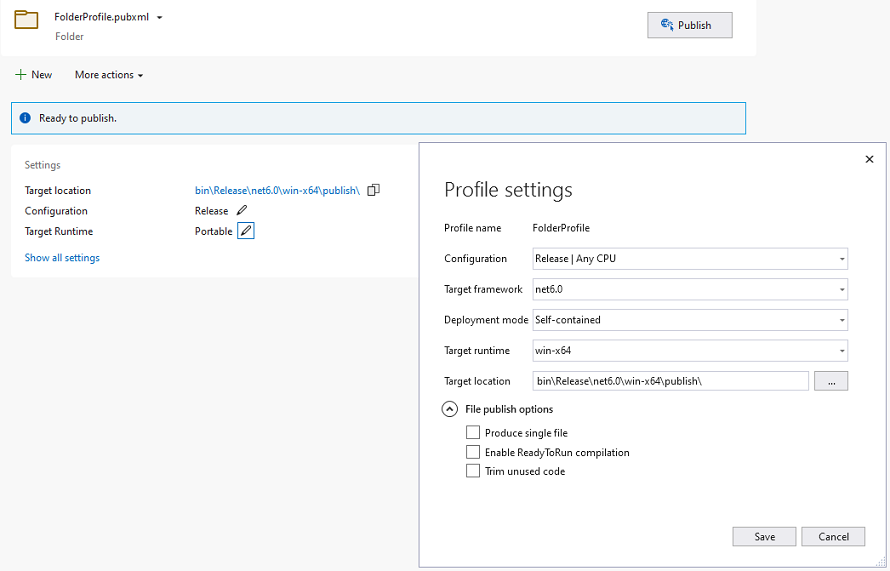 FolderProfile.pubxml
Folder
Publish
New
More actions
Ready to publish.
Settings
Target location bin\Release\net6.0\win-x64\publish\
Configuration Release
Target Runtime Portable
Show all settings
Profile settings
Profile name FolderProfile
Configuration Release | Any CPU
Target framework net6.0
Deployment mode Self-contained
Target runtime win-x64
Target location bin\Release\net6.0\win-x64\publish\ ...
File publish options
Produce single file
Enable ReadyToRun compilation
Trim unused code
Save Cancel